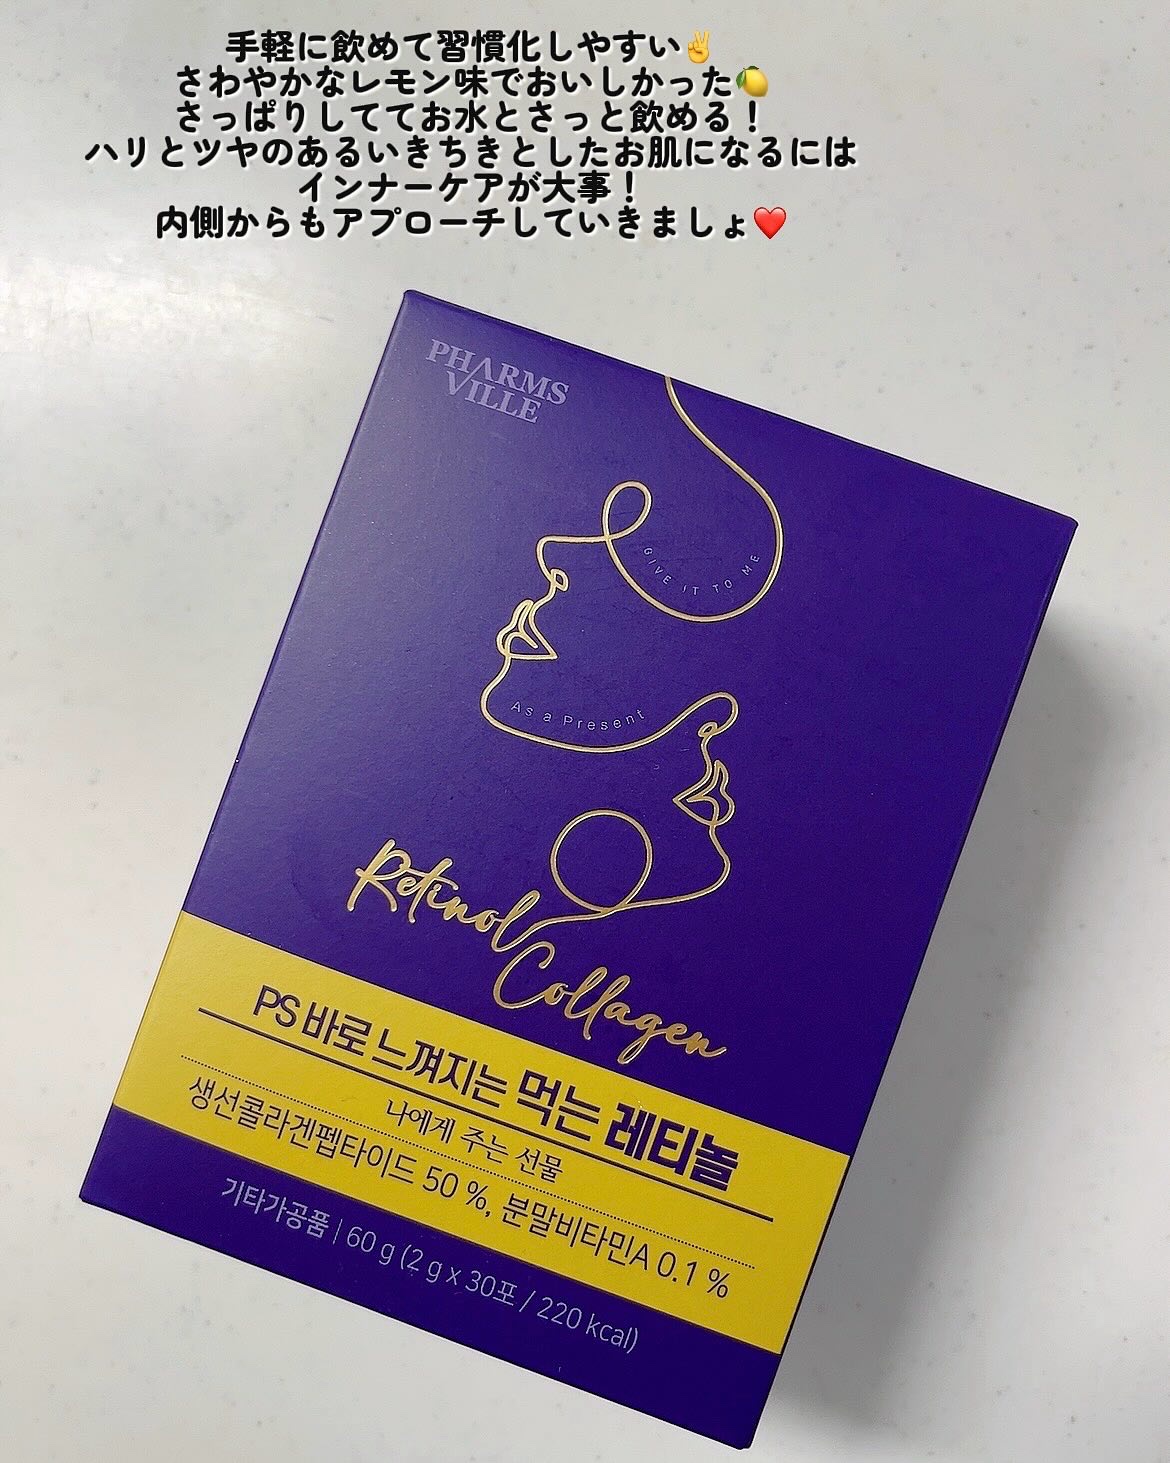 手軽に飲めて習慣化しやすい✌️
さわやかなレモン味でおいしかった🍋
さっぱりしててお水とさっと飲める！
ハリとツヤのあるいきちきとしたお肌になるには
インナーケアが大事！
内側からもアプローチしていきましょ❤️
PHARMS
VILLE
GIVE IT TO ME
As a Present
Retinol
Collagen
PS 바로 느껴지는 먹는 레티놀
나에게 주는 선물
생선콜라겐펩타이드 50 %, 분말비타민A 0.1 %
기타가공품 | 60 g (2 g x 30포 / 220 kcal)